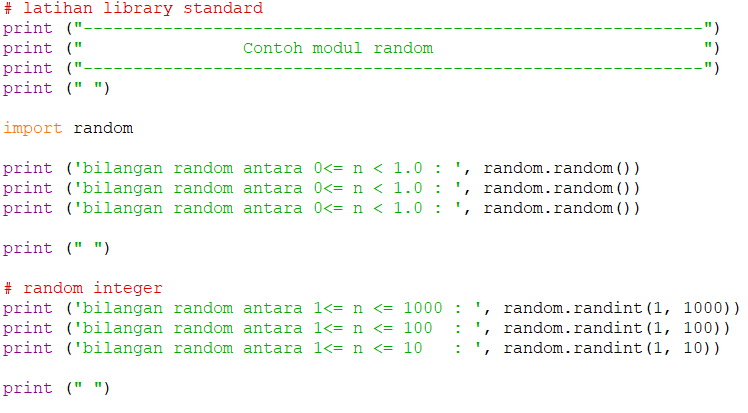 # latihan library standard
print ("--------------------------------------------------------------")
print ("                Contoh modul random                           ")
print ("--------------------------------------------------------------")
print (" ")
import random
print ('bilangan random antara 0<= n < 1.0 : ', random.random())
print ('bilangan random antara 0<= n < 1.0 : ', random.random())
print ('bilangan random antara 0<= n < 1.0 : ', random.random())
print (" ")
# random integer
print ('bilangan random antara 1<= n <= 1000 : ', random.randint(1, 1000))
print ('bilangan random antara 1<= n <= 100  : ', random.randint(1, 100))
print ('bilangan random antara 1<= n <= 10   : ', random.randint(1, 10))
print (" ")